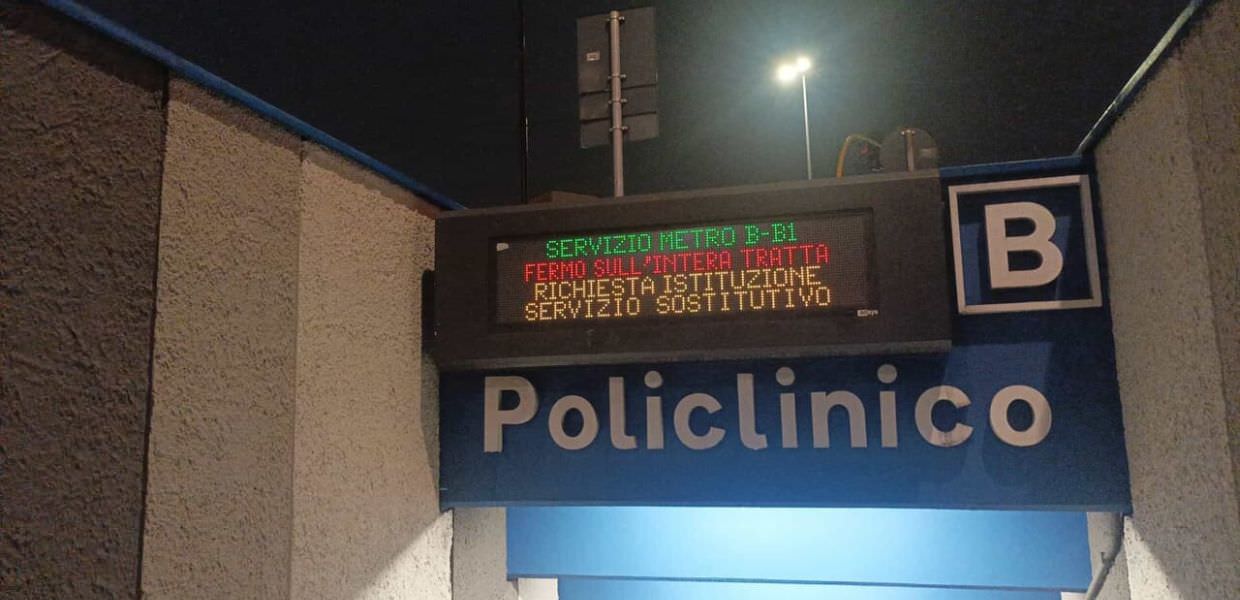 SERVIZIO METRO B-B1
FERMO SULL'INTERA TRATTA
RICHIESTA ISTITUZIONE
SERVIZIO SOSTITUTIVO
B
Policlinico